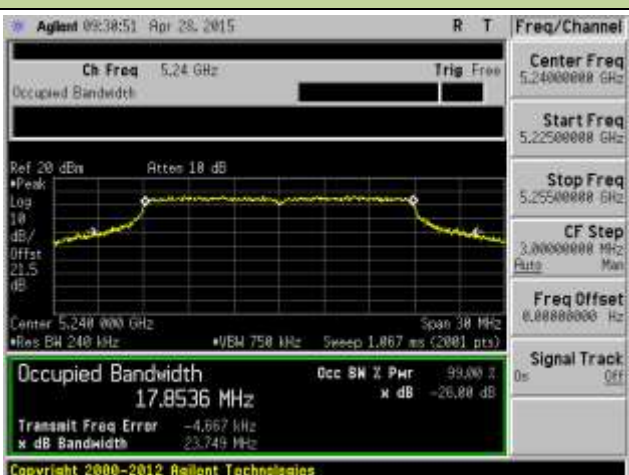 Agilent 09:30:51 Apr 28, 2015 R T
Freq/Channel
Ch Freq 5.24 GHz Trig Free
Occupied Bandwidth
Center Freq
5.24000000 GHz
Start Freq
5.22500000 GHz
Stop Freq
5.25500000 GHz
CF Step
3.00000000 MHz
Auto Man
Freq Offset
0.00000000 Hz
Signal Track
On Off
Ref 20 dBm Atten 10 dB
•Peak
Log
10
dB/
Offst
21.5
dB
Center 5.240 000 GHz Span 30 MHz
•Res BW 240 kHz •VBW 750 kHz Sweep 1.067 ms (2001 pts)
Occupied Bandwidth Occ BW % Pwr 99.00 %
17.8536 MHz x dB -26.00 dB
Transmit Freq Error -4.667 kHz
x dB Bandwidth 23.749 MHz
Copyright 2000-2012 Agilent Technologies